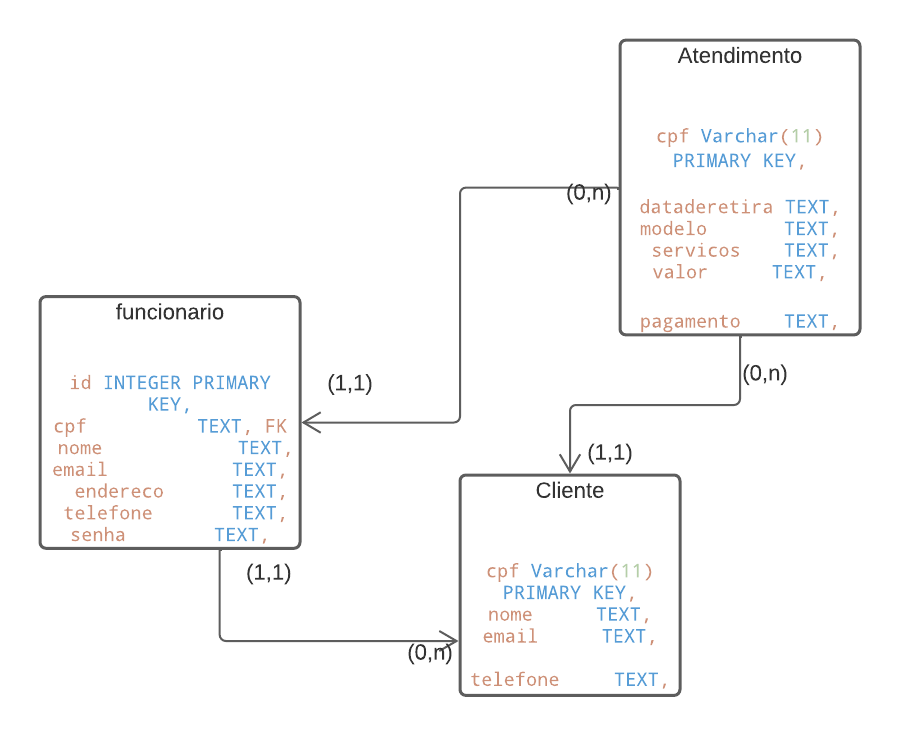 Atendimento
cpf Varchar(11)
PRIMARY KEY,
(0,n)
dataderetira TEXT,
modelo TEXT,
servicos TEXT,
valor TEXT,
pagamento TEXT,
funcionario
id INTEGER PRIMARY
KEY,
cpf TEXT, FK
nome TEXT,
email TEXT,
endereco TEXT,
telefone TEXT,
senha TEXT,
(1,1)
(0,n)
(1,1)
Cliente
cpf Varchar(11)
PRIMARY KEY,
nome TEXT,
email TEXT,
telefone TEXT,
(1,1)
(0,n)